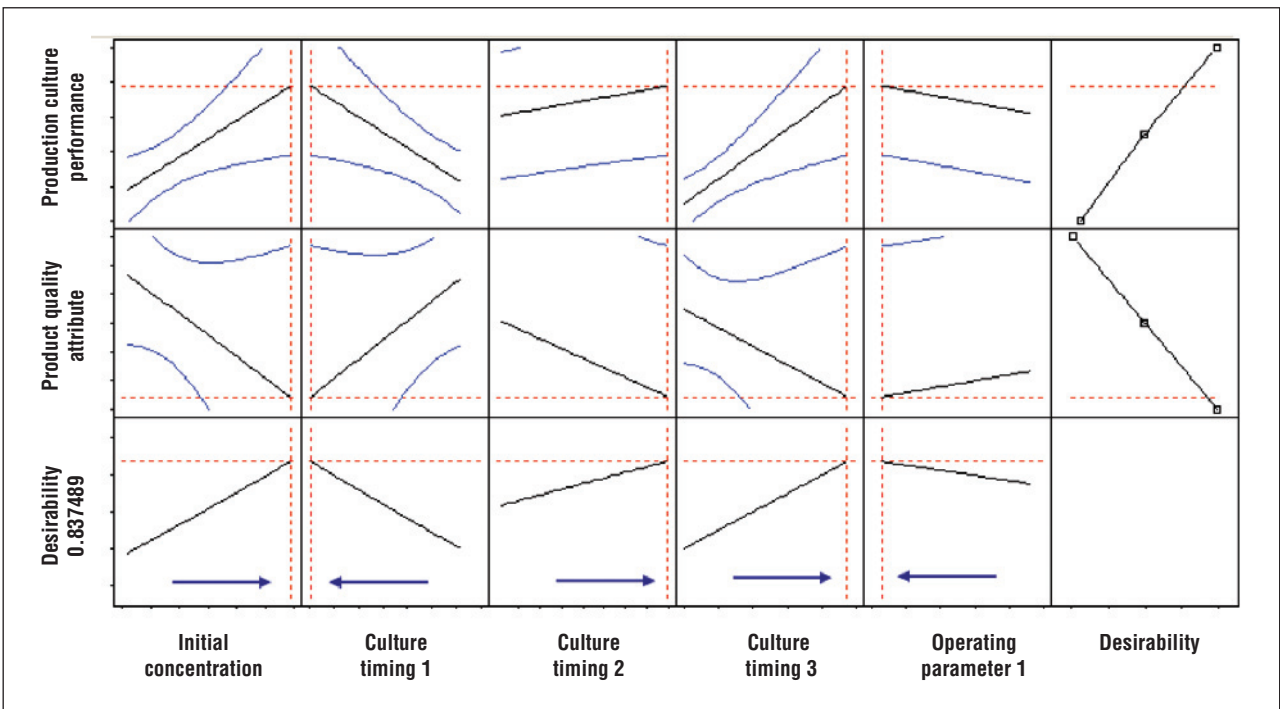 Production culture
performance
Product quality
attribute
Desirability
0.837489
Initial
concentration
Culture
timing 1
Culture
timing 2
Culture
timing 3
Operating
parameter 1
Desirability